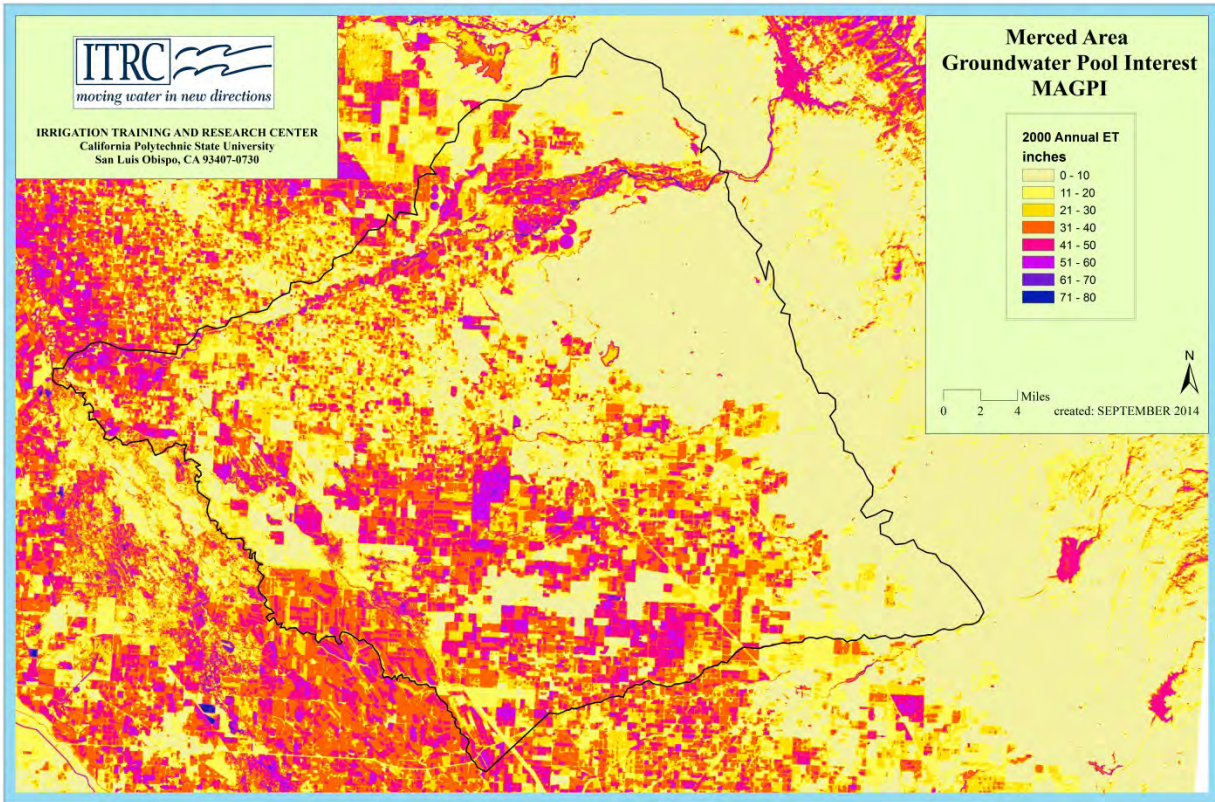 ITRC
moving water in new directions
IRRIGATION TRAINING AND RESEARCH CENTER
California Polytechnic State University
San Luis Obispo, CA 93407-0730
Merced Area
Groundwater Pool Interest
MAGPI
2000 Annual ET
inches
0 - 10
11 - 20
21 - 30
31 - 40
41 - 50
51 - 60
61 - 70
71 - 80
N
Miles
0 2 4
created: SEPTEMBER 2014